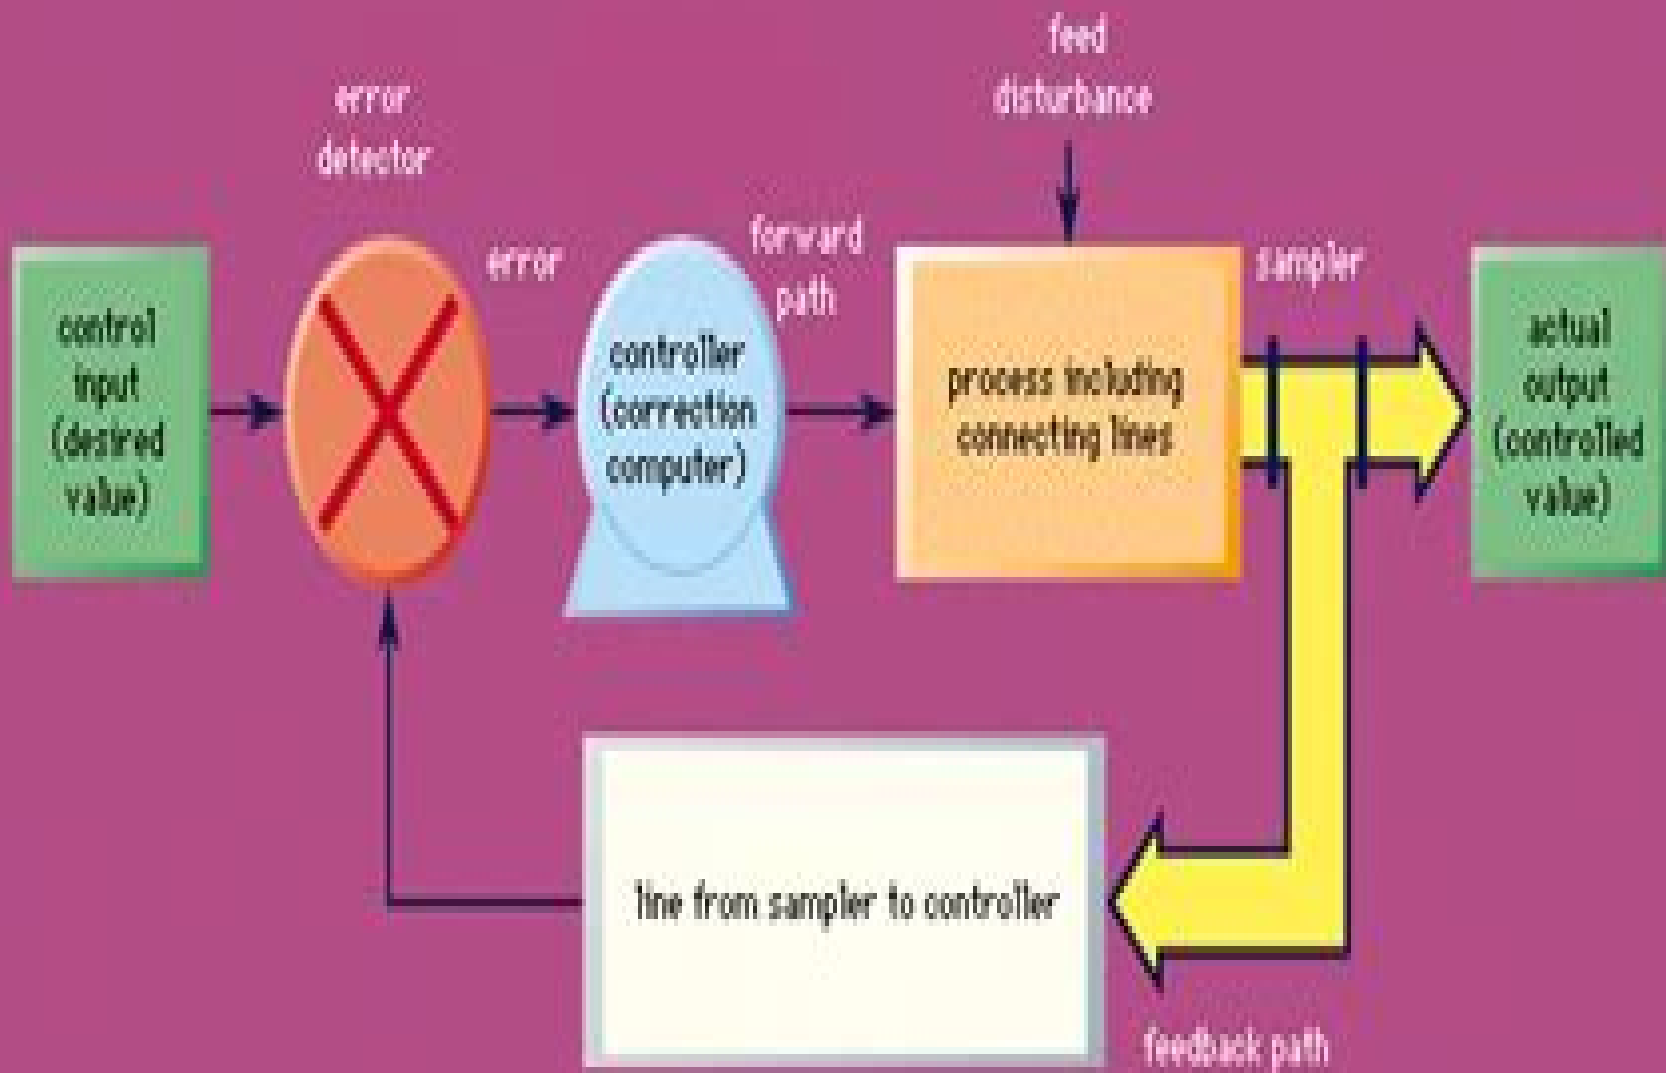 feed
disturbance
error
detector
error
forward
path
sampler
control
input
(desired
value)
controller
(correction
computer)
process including
connecting lines
actual
output
(controlled
value)
line from sampler to controller
feedback path